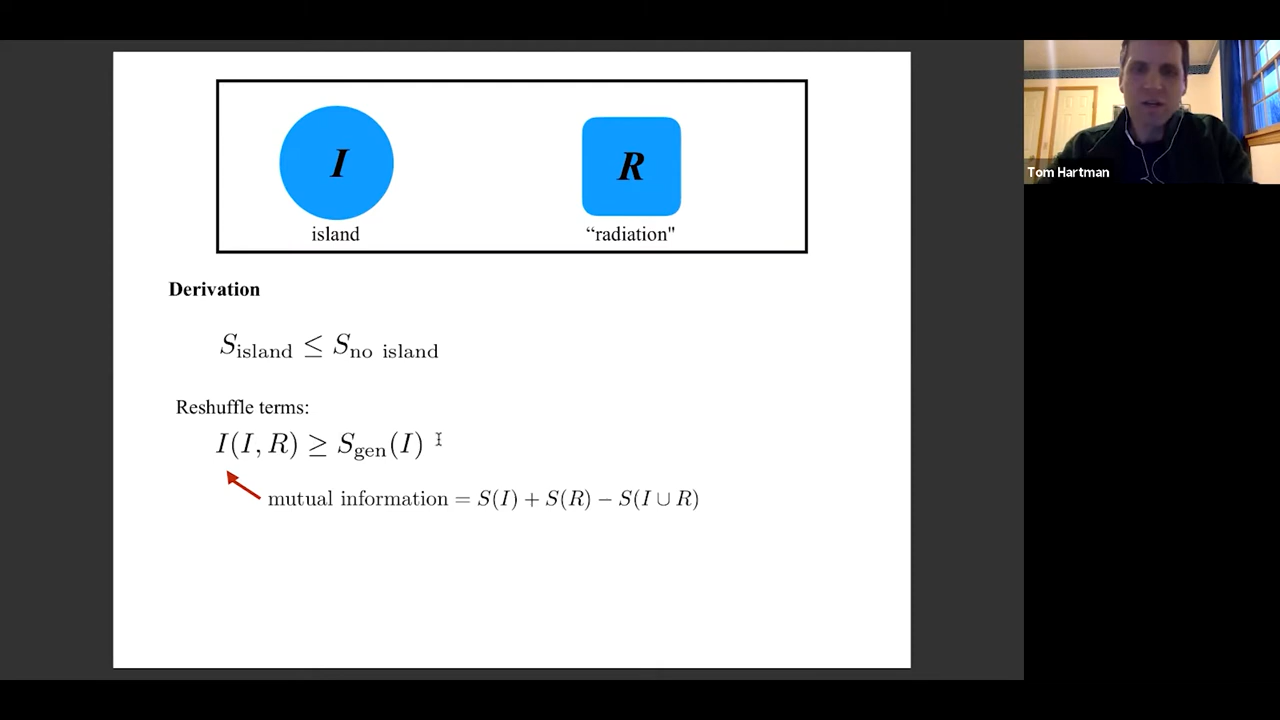 I
R
island
“radiation"
Tom Hartman
Derivation
S_island ≤ S_no island
Reshuffle terms:
I(I, R) ≥ S_gen(I)
mutual information = S(I) + S(R) − S(I ∪ R)